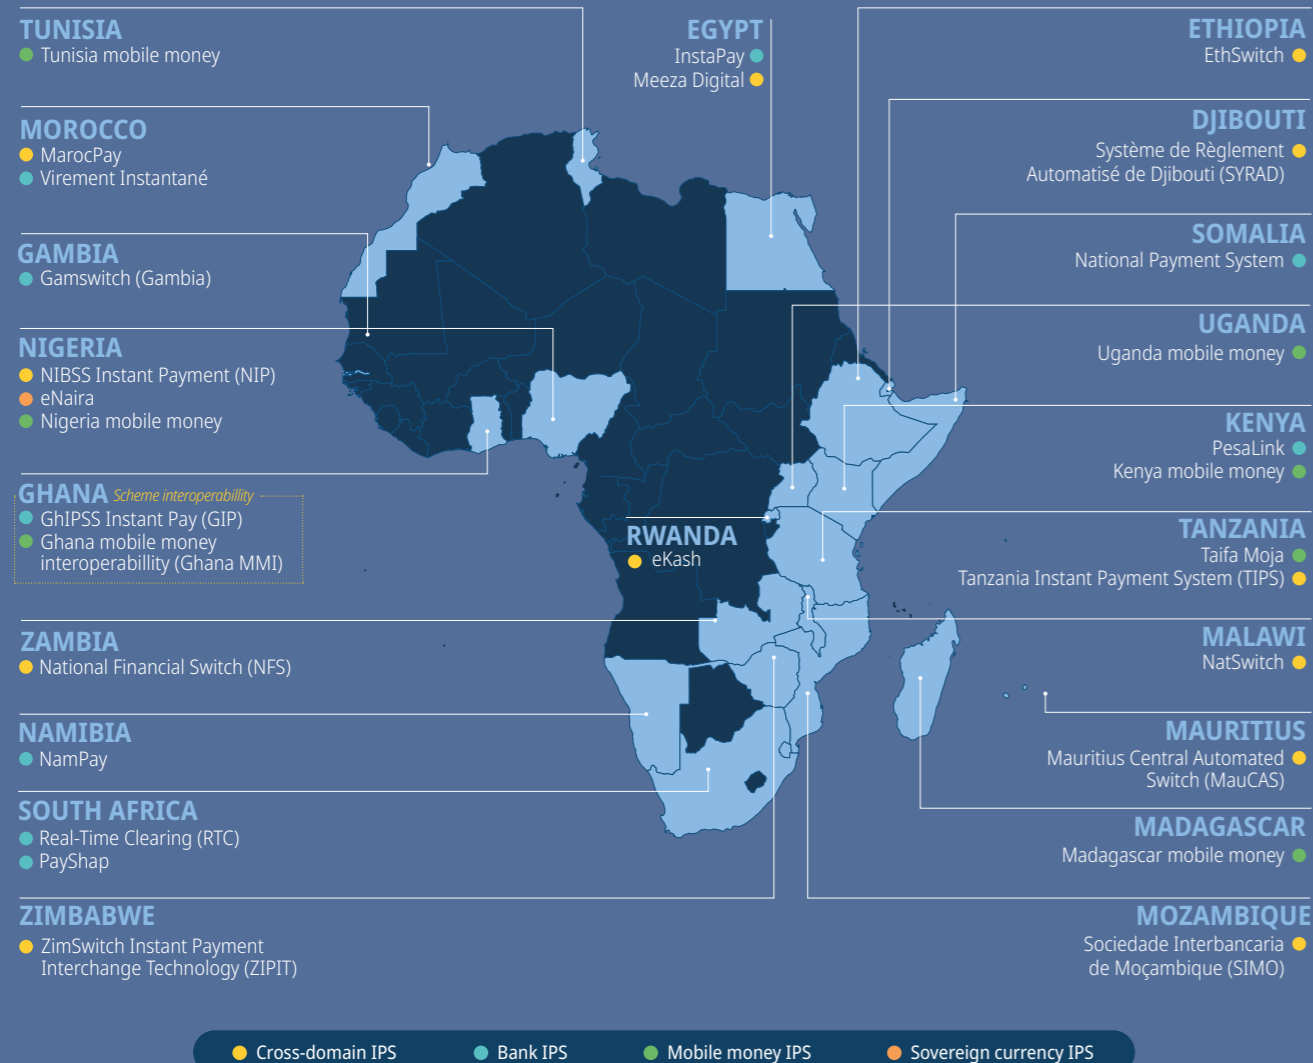 TUNISIA
Tunisia mobile money
MOROCCO
MarocPay
Virement Instantané
GAMBIA
Gamswitch (Gambia)
NIGERIA
NIBSS Instant Payment (NIP)
eNaira
Nigeria mobile money
GHANA Scheme interoperabillity
GhIPSS Instant Pay (GIP)
Ghana mobile money
interoperabillity (Ghana MMI)
ZAMBIA
National Financial Switch (NFS)
NAMIBIA
NamPay
SOUTH AFRICA
Real-Time Clearing (RTC)
PayShap
ZIMBABWE
ZimSwitch Instant Payment
Interchange Technology (ZIPIT)
EGYPT
InstaPay
Meeza Digital
RWANDA
eKash
ETHIOPIA
EthSwitch
DJIBOUTI
Système de Règlement
Automatisé de Djibouti (SYRAD)
SOMALIA
National Payment System
UGANDA
Uganda mobile money
KENYA
PesaLink
Kenya mobile money
TANZANIA
Taifa Moja
Tanzania Instant Payment System (TIPS)
MALAWI
NatSwitch
MAURITIUS
Mauritius Central Automated
Switch (MauCAS)
MADAGASCAR
Madagascar mobile money
MOZAMBIQUE
Sociedade Interbancaria
de Moçambique (SIMO)
Cross-domain IPS
Bank IPS
Mobile money IPS
Sovereign currency IPS